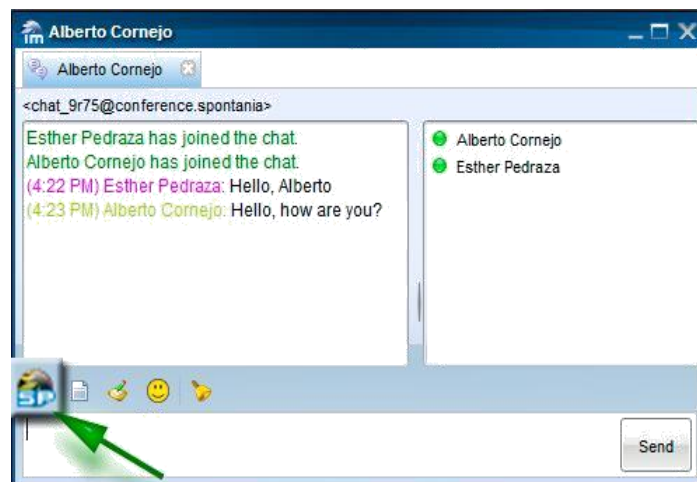 im Alberto Cornejo
Alberto Cornejo
<chat_9r75@conference.spontania>
Esther Pedraza has joined the chat.
Alberto Cornejo has joined the chat.
(4:22 PM) Esther Pedraza: Hello, Alberto
(4:23 PM) Alberto Cornejo: Hello, how are you?
Alberto Cornejo
Esther Pedraza
SP
Send